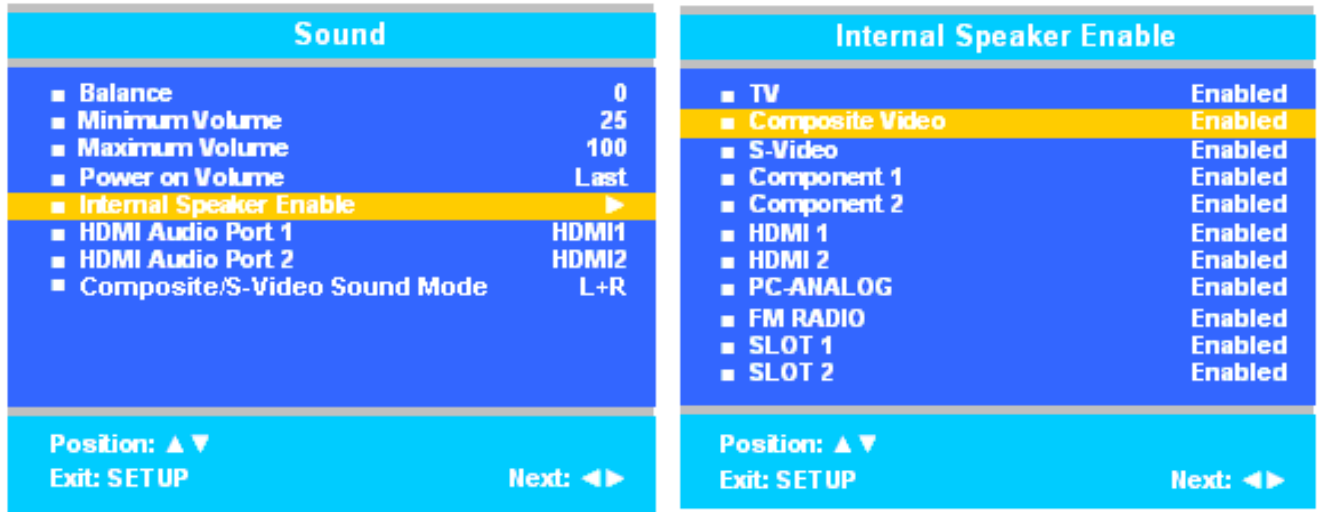 Sound
Balance 0
Minimum Volume 25
Maximum Volume 100
Power on Volume Last
Internal Speaker Enable ▶
HDMI Audio Port 1 HDMI1
HDMI Audio Port 2 HDMI2
Composite/S-Video Sound Mode L+R
Position: ▲▼
Exit: SETUP Next: ◀▶
Internal Speaker Enable
TV Enabled
Composite Video Enabled
S-Video Enabled
Component 1 Enabled
Component 2 Enabled
HDMI 1 Enabled
HDMI 2 Enabled
PC-ANALOG Enabled
FM RADIO Enabled
SLOT 1 Enabled
SLOT 2 Enabled
Position: ▲▼
Exit: SETUP Next: ◀▶